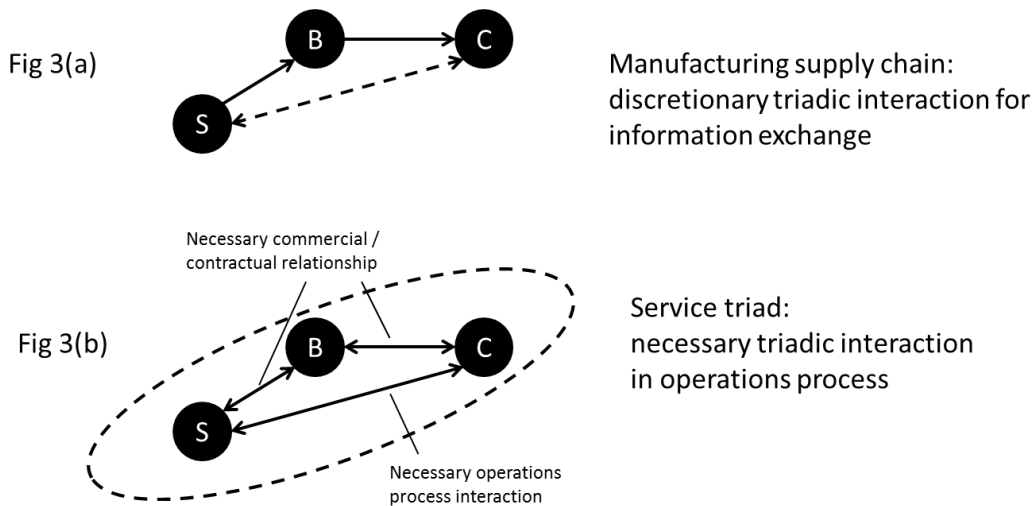 B
C
Fig 3(a)
S
Manufacturing supply chain:
discretionary triadic interaction for
information exchange
Necessary commercial /
contractual relationship
Fig 3(b)
B
C
S
Service triad:
necessary triadic interaction
in operations process
Necessary operations
process interaction